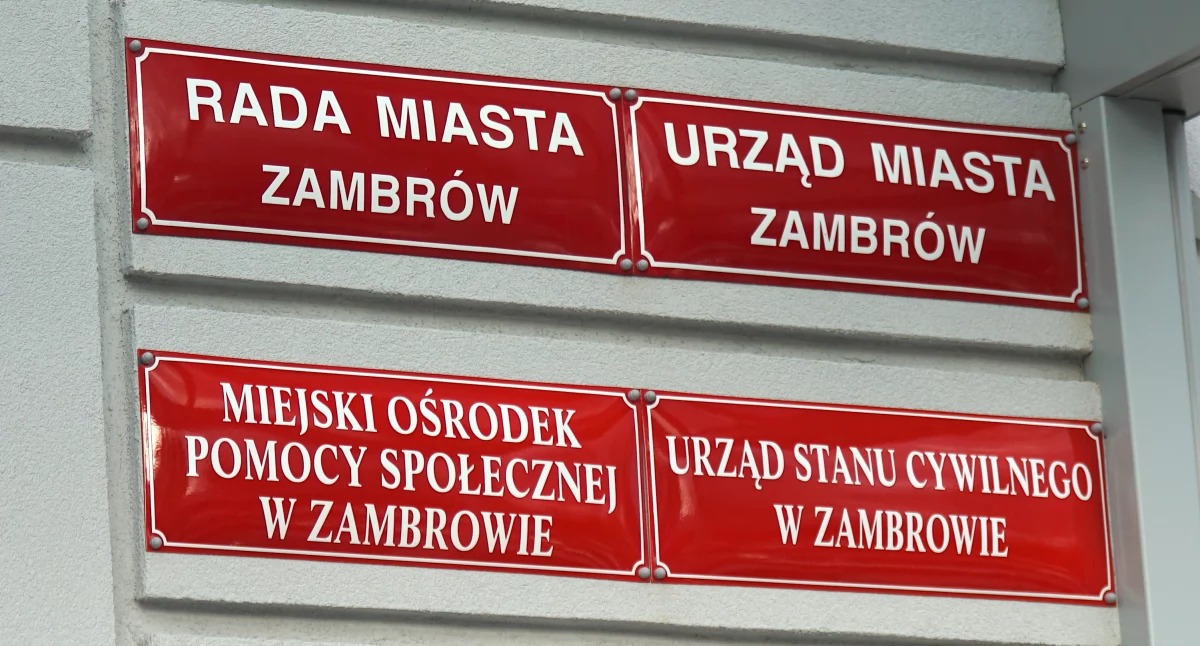 RADA MIASTA
ZAMBRÓW
URZĄD MIASTA
ZAMBRÓW
MIEJSKI OŚRODEK
POMOCY SPOŁECZNEJ
W ZAMBROWIE
URZĄD STANU CYWILNEGO
W ZAMBROWIE